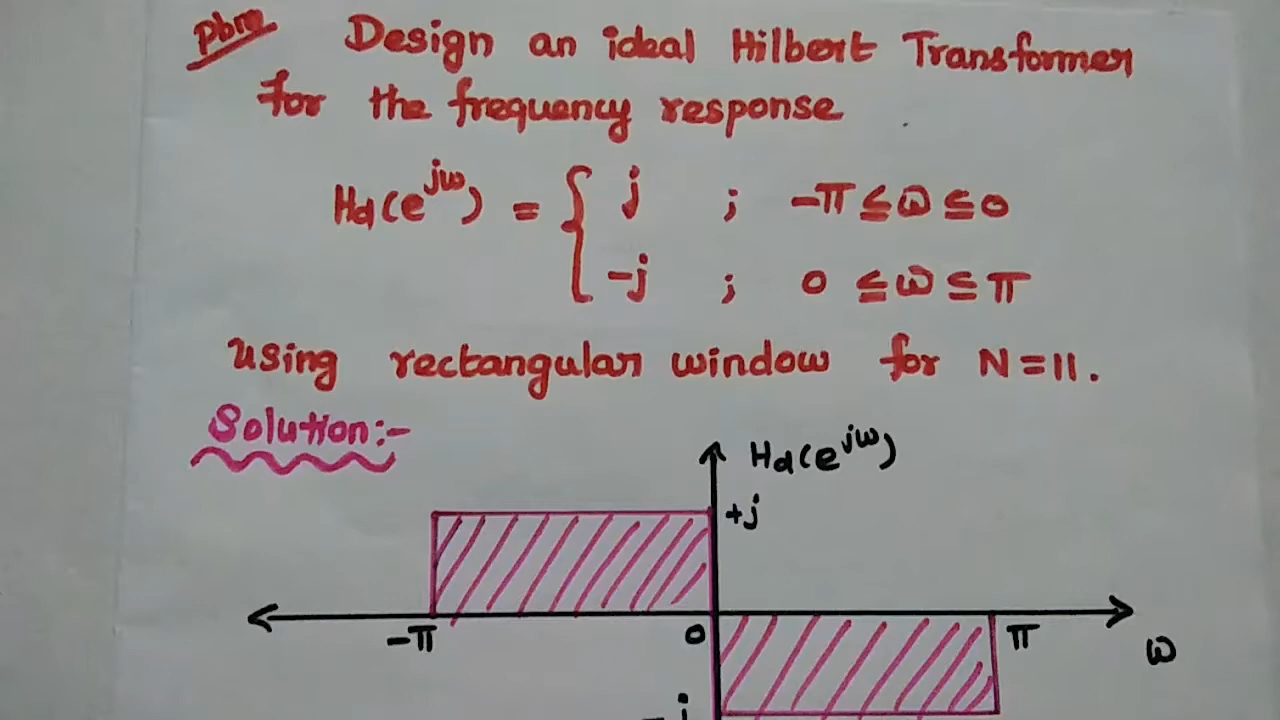 Pbm Design an ideal Hilbert Transformer
for the frequency response
Hd(e^jω) = { j ; -π ≤ ω ≤ 0
-j ; 0 ≤ ω ≤ π
using rectangular window for N=11.
Solution:-
Hd(e^jω)
+j
-π 0 π ω
-j